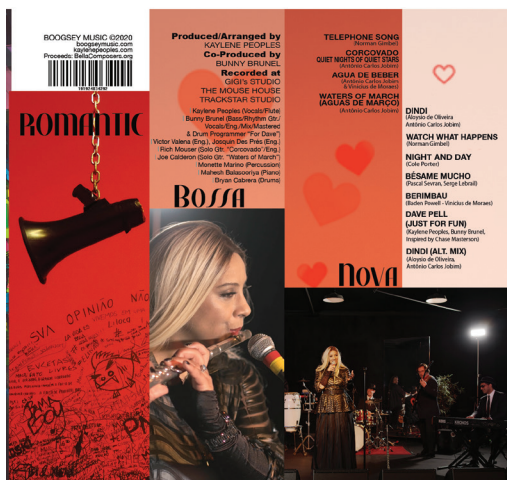 BOOGSEY MUSIC ©2020
boogseymusic.com
kaylenepeoples.com
Proceeds: BellaComposers.org
ROMANTIC
SUA OPINIÃO NÃO
Produced/Arranged by
KAYLENE PEOPLES
Co-Produced by
BUNNY BRUNEL
Recorded at
GIGI's STUDIO
THE MOUSE HOUSE
TRACKSTAR STUDIO
Kaylene Peoples (Vocals/Flute)
Bunny Brunel (Bass/Rhythm Gtr./
Vocals/Eng./Mix/Mastered
& Drum Programmer "For Dave")
Victor Valena (Eng.), Jocquin Des Prés (Eng.)
Rich Mouser (Solo Gtr. "Corcovado"/Eng.)
Joe Calderon (Solo Gtr. "Waters of March")
Monette Marino (Percussion)
Mahesh Balasooriya (Piano)
Bryan Cabrera (Drums)
BOSSA
TELEPHONE SONG
(Norman Gimbel)
CORCOVADO
QUIET NIGHTS OF QUIET STARS
(Antônio Carlos Jobim)
AGUA DE BEBER
(Antônio Carlos Jobim
& Vinícius de Moraes)
WATERS OF MARCH
(AGUAS DE MARÇO)
(Antônio Carlos Jobim)
NOVA
DINDI
(Aloysio de Oliveira
Antônio Carlos Jobim)
WATCH WHAT HAPPENS
(Norman Gimbel)
NIGHT AND DAY
(Cole Porter)
BÉSAME MUCHO
(Pascal Sevran, Serge Lebrail)
BERIMBAU
(Baden Powell - Vinicius de Moraes)
DAVE PELL
(JUST FOR FUN)
(Kaylene Peoples, Bunny Brunel,
Inspired by Chase Masterson)
DINDI (ALT. MIX)
(Aloysio de Oliveira,
Antônio Carlos Jobim)